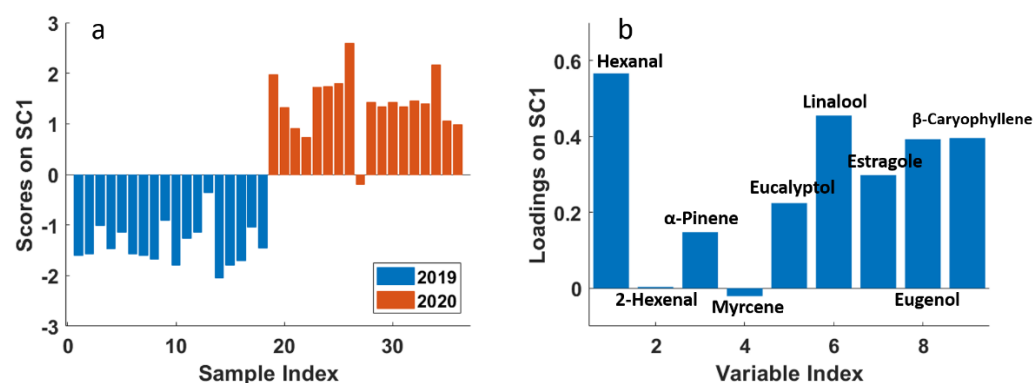 a
Scores on SC1
3
2
1
0
-1
-2
-3
2019
2020
0
10
20
30
Sample Index
b
Loadings on SC1
0.6
0.4
0.2
0
Hexanal
2-Hexenal
α-Pinene
Myrcene
Eucalyptol
Linalool
Estragole
Eugenol
β-Caryophyllene
2
4
6
8
Variable Index